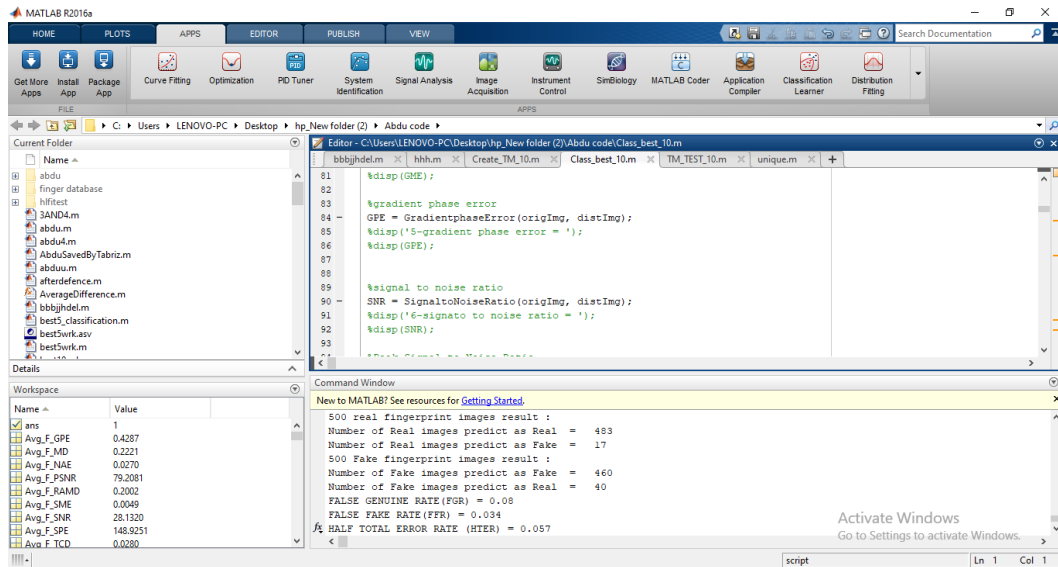 MATLAB R2016a
HOME PLOTS APPS EDITOR PUBLISH VIEW
Search Documentation
Get More Apps
Install App
Package App
Curve Fitting
Optimization
PID Tuner
System Identification
Signal Analysis
Image Acquisition
Instrument Control
SimBiology
MATLAB Coder
Application Compiler
Classification Learner
Distribution Fitting
FILE
APPS
C: Users LENOVO-PC Desktop hp_New folder (2) Abdu code
Current Folder
Name
abdu
finger database
hlfitest
3AND4.m
abdu.m
abdu4.m
AbduSavedByTabriz.m
abduu.m
afterdefence.m
AverageDifference.m
bbbjjhdel.m
best5_classification.m
best5wrk.asv
best5wrk.m
Details
Workspace
Name Value
ans 1
Avg_F_GPE 0.4287
Avg_F_MD 0.2221
Avg_F_NAE 0.0270
Avg_F_PSNR 79.2081
Avg_F_RAMD 0.2002
Avg_F_SME 0.0049
Avg_F_SNR 28.1320
Avg_F_SPE 148.9251
Avg_F_TCD 0.0280
Editor - C:\Users\LENOVO-PC\Desktop\hp_New folder (2)\Abdu code\Class_best_10.m
bbbjjhdel.m hhh.m Create_TM_10.m Class_best_10.m TM_TEST_10.m unique.m +
81 %disp(GME);
82
83 %gradient phase error
84 - GPE = GradientphaseError(origImg, distImg);
85 %disp('5-gradient phase error = ');
86 %disp(GPE);
87
88
89 %signal to noise ratio
90 - SNR = SignaltoNoiseRatio(origImg, distImg);
91 %disp('6-signato to noise ratio = ');
92 %disp(SNR);
93
Command Window
New to MATLAB? See resources for Getting Started.
500 real fingerprint images result :
Number of Real images predict as Real = 483
Number of Real images predict as Fake = 17
500 Fake fingerprint images result :
Number of Fake images predict as Fake = 460
Number of Fake images predict as Real = 40
FALSE GENUINE RATE(FGR) = 0.08
FALSE FAKE RATE(FFR) = 0.034
fx HALF TOTAL ERROR RATE (HTER) = 0.057
Activate Windows
Go to Settings to activate Windows.
script Ln 1 Col 1